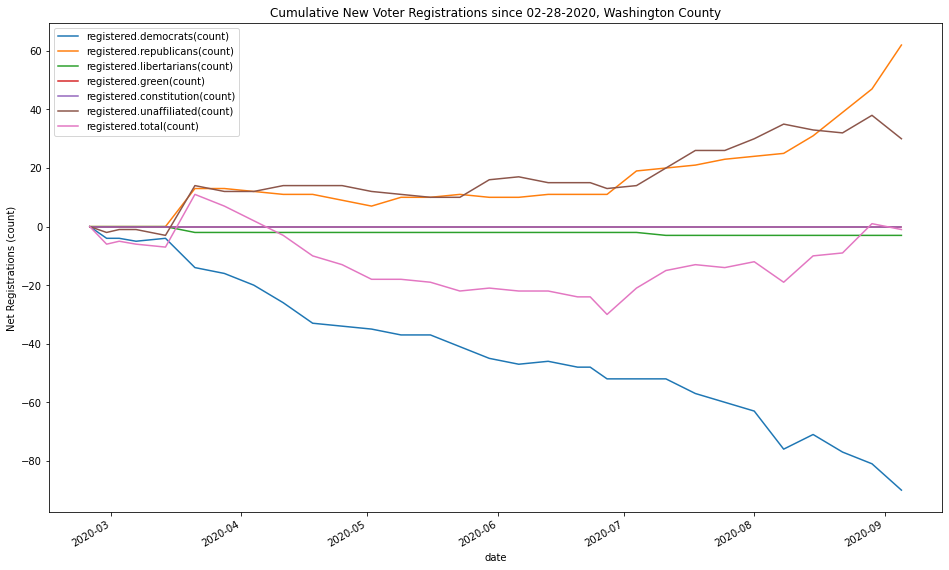 Cumulative New Voter Registrations since 02-28-2020, Washington County
registered.democrats(count)
registered.republicans(count)
registered.libertarians(count)
registered.green(count)
registered.constitution(count)
registered.unaffiliated(count)
registered.total(count)
Net Registrations (count)
60
40
20
0
−20
−40
−60
−80
2020-03
2020-04
2020-05
2020-06
2020-07
2020-08
2020-09
date